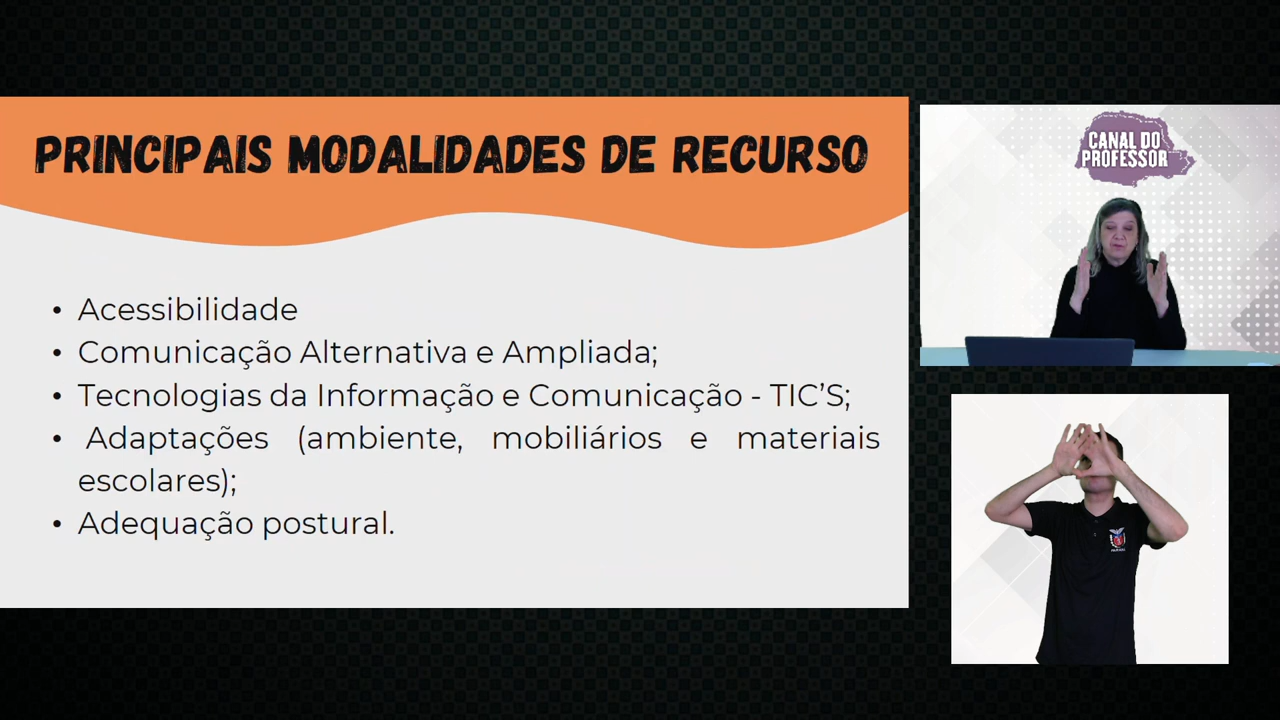 PRINCIPAIS MODALIDADES DE RECURSO
• Acessibilidade
• Comunicação Alternativa e Ampliada;
• Tecnologias da Informação e Comunicação - TIC’S;
• Adaptações (ambiente, mobiliários e materiais
escolares);
• Adequação postural.
CANAL DO
PROFESSOR